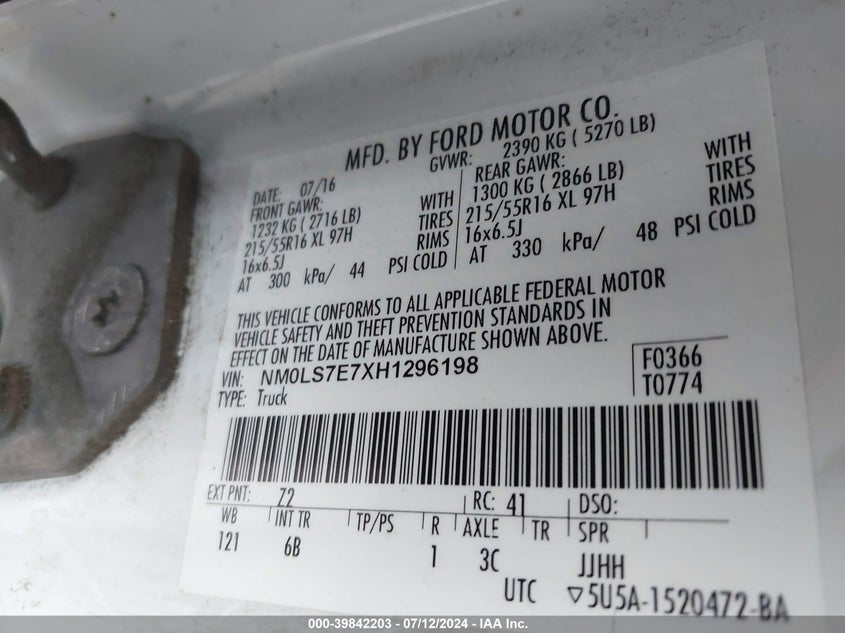 MFD. BY FORD MOTOR CO.
DATE: 07/16
GVWR: 2390 KG ( 5270 LB)
FRONT GAWR:
1232 KG ( 2716 LB) WITH
215/55R16 XL 97H TIRES
16x6.5J RIMS
AT 300 kPa/ 44 PSI COLD
REAR GAWR:
1300 KG ( 2866 LB) WITH
215/55R16 XL 97H TIRES
16x6.5J RIMS
AT 330 kPa/ 48 PSI COLD
THIS VEHICLE CONFORMS TO ALL APPLICABLE FEDERAL MOTOR
VEHICLE SAFETY AND THEFT PREVENTION STANDARDS IN
EFFECT ON THE DATE OF MANUFACTURE SHOWN ABOVE.
VIN: NM0LS7E7XH1296198
TYPE: Truck
F0366
T0774
EXT PNT: Z2 RC: 41 DSO:
WB INT TR TP/PS R AXLE TR SPR
121 6B 1 3C JJHH
UTC ▽5U5A-1520472-BA
000-39842203 - 07/12/2024 - IAA Inc.